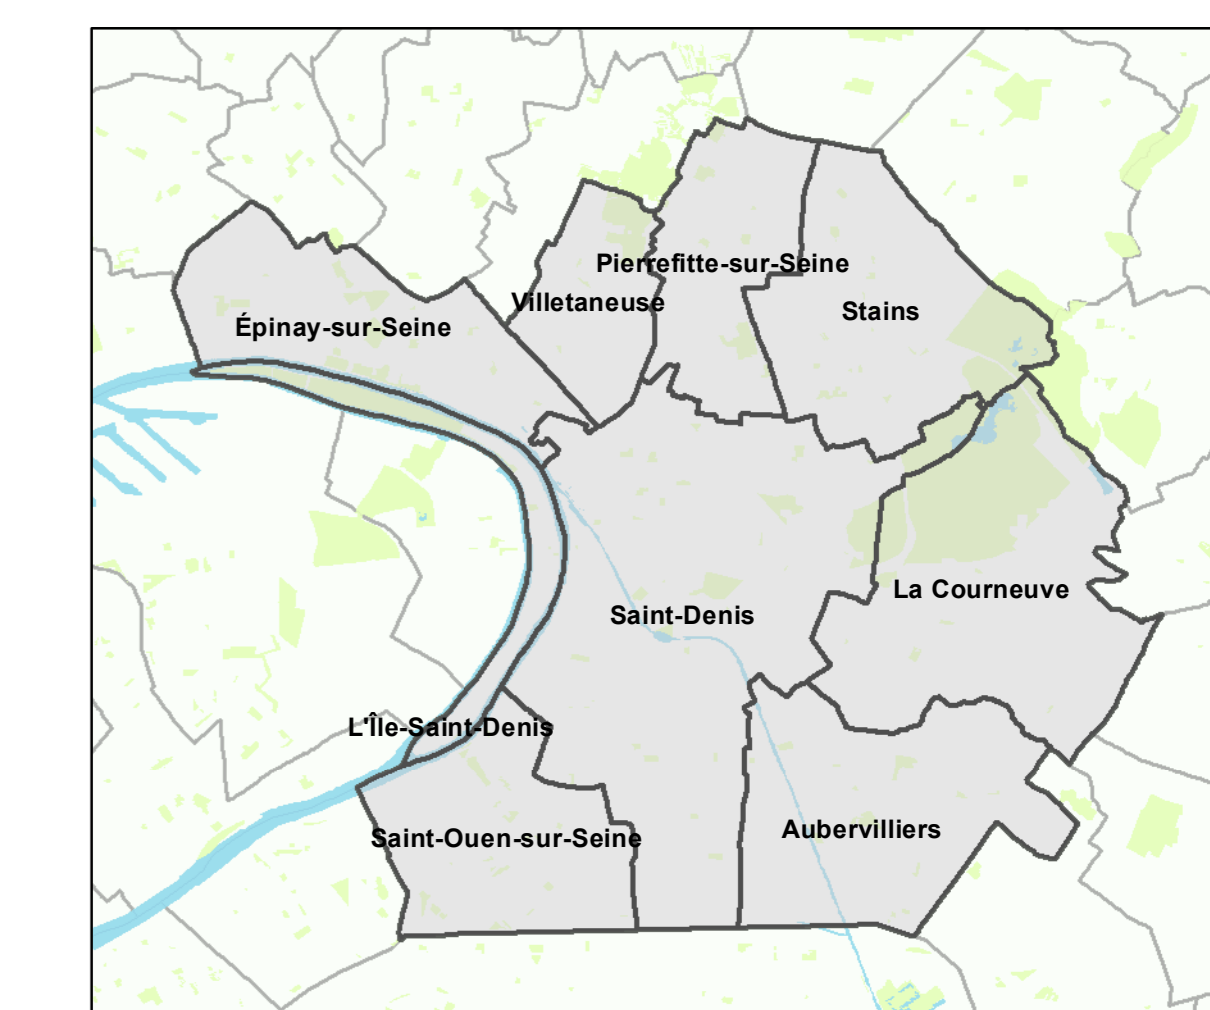 Pierrefitte-sur-Seine
Villetaneuse
Stains
Épinay-sur-Seine
La Courneuve
Saint-Denis
L'Île-Saint-Denis
Aubervilliers
Saint-Ouen-sur-Seine